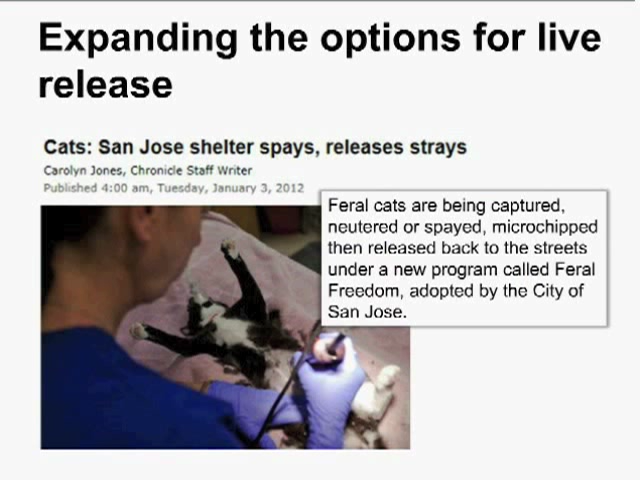 Expanding the options for live
release
Cats: San Jose shelter spays, releases strays
Carolyn Jones, Chronicle Staff Writer
Published 4:00 am, Tuesday, January 3, 2012
Feral cats are being captured,
neutered or spayed, microchipped
then released back to the streets
under a new program called Feral
Freedom, adopted by the City of
San Jose.